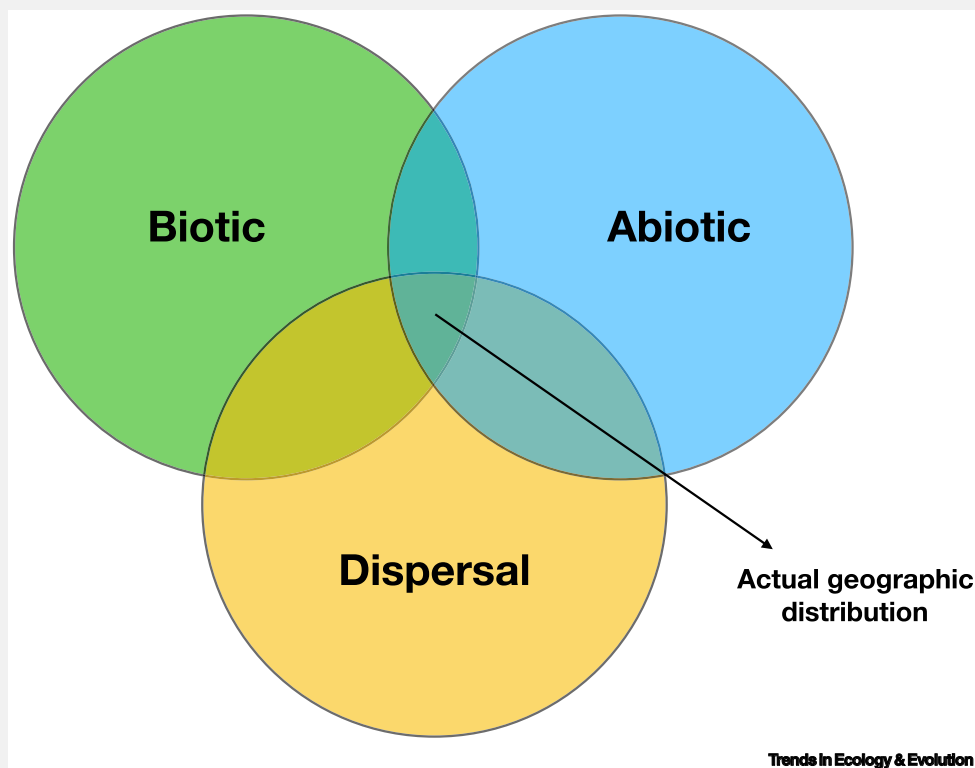 Biotic
Abiotic
Dispersal
Actual geographic
distribution
Trends in Ecology & Evolution